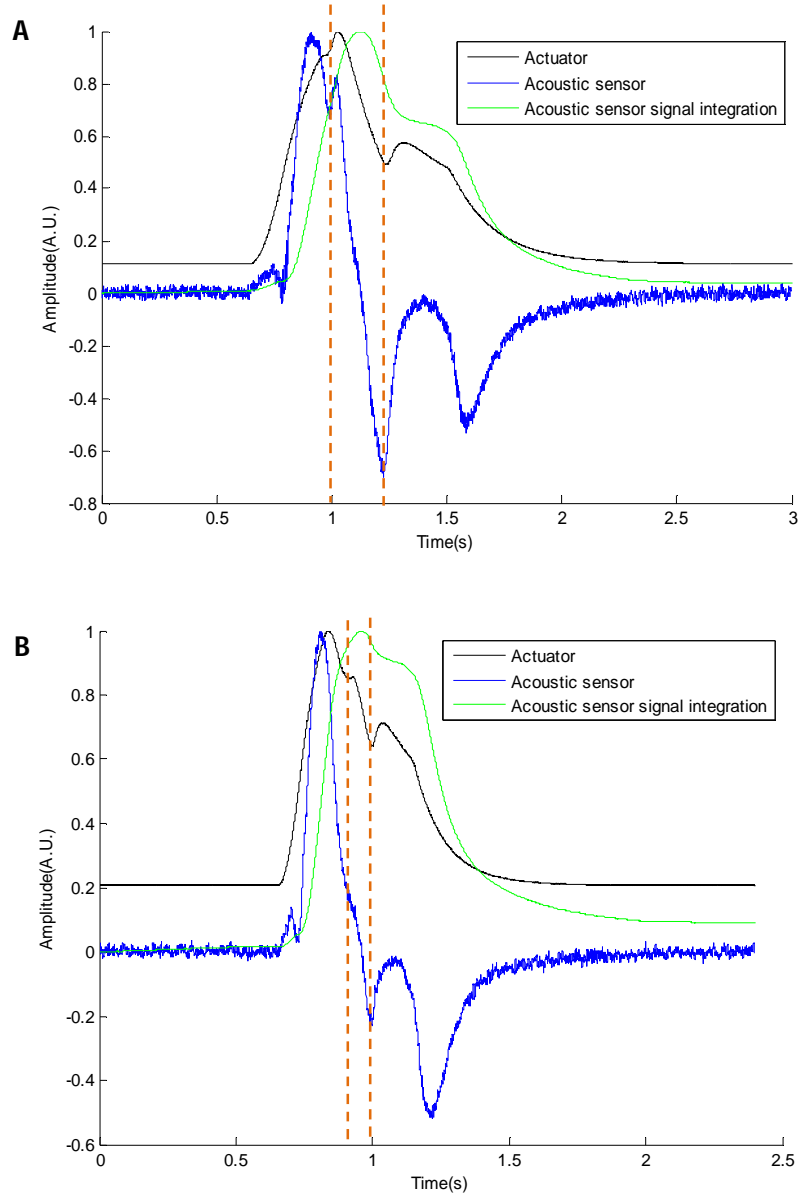 A
1
0.8
0.6
0.4
0.2
0
-0.2
-0.4
-0.6
-0.8
Amplitude(A.U.)
Actuator
Acoustic sensor
Acoustic sensor signal integration
0
0.5
1
1.5
2
2.5
3
Time(s)
B
1
0.8
0.6
0.4
0.2
0
-0.2
-0.4
-0.6
Amplitude(A.U.)
Actuator
Acoustic sensor
Acoustic sensor signal integration
0
0.5
1
1.5
2
2.5
Time(s)